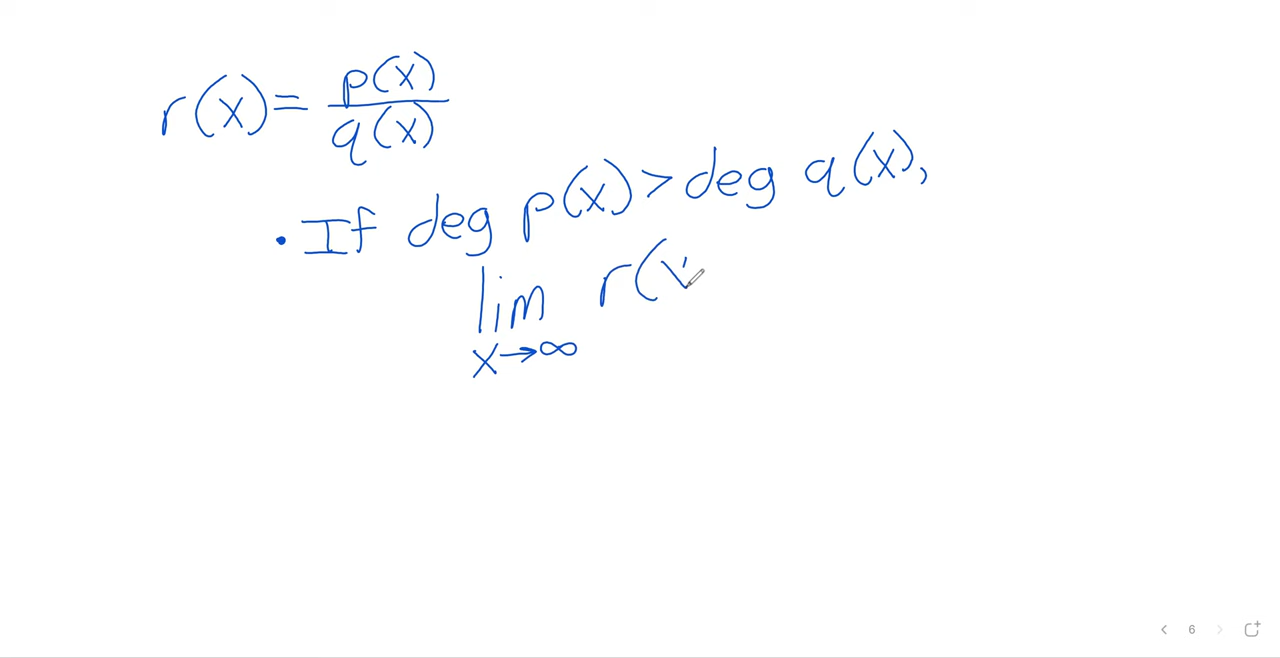 r(x) = p(x)/q(x)
• If deg p(x) > deg q(x),
lim r(
x→∞
6